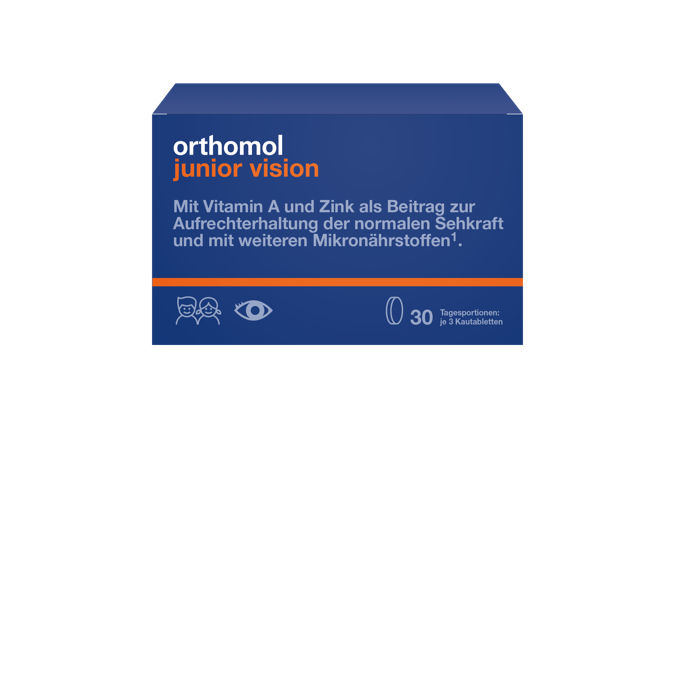 orthomol
junior vision
Mit Vitamin A und Zink als Beitrag zur
Aufrechterhaltung der normalen Sehkraft
und mit weiteren Mikronährstoffen¹.
30 Tagesportionen:
je 3 Kautabletten